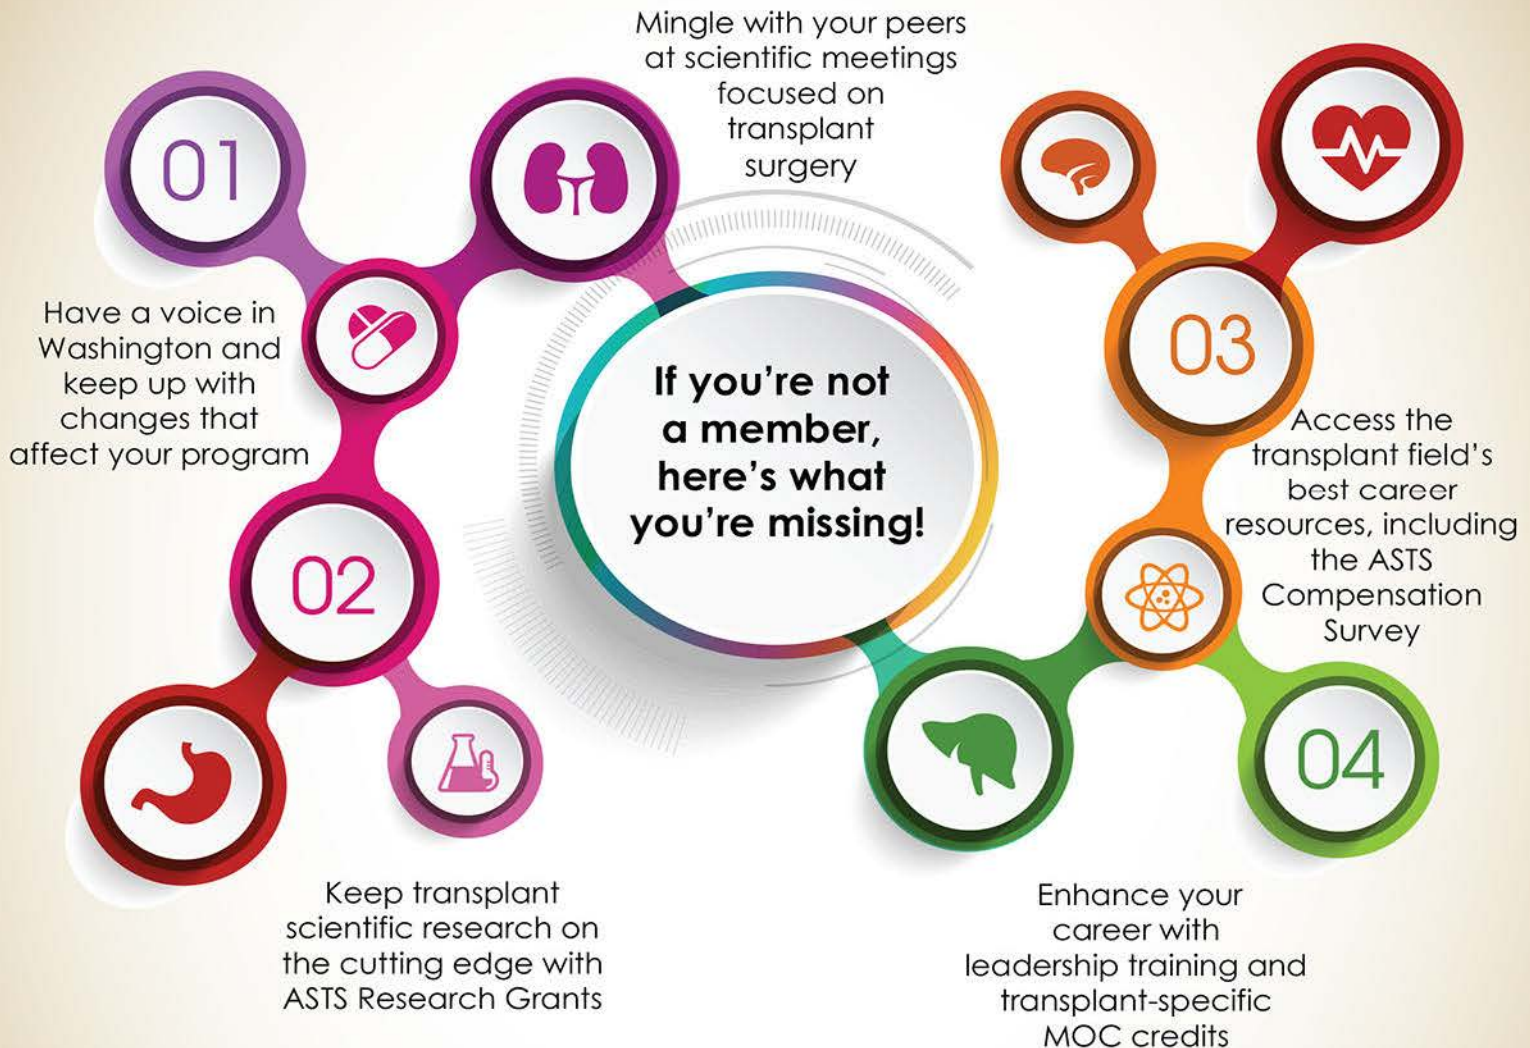 Mingle with your peers
at scientific meetings
focused on
transplant
surgery
01
Have a voice in
Washington and
keep up with
changes that
affect your program
02
Keep transplant
scientific research on
the cutting edge with
ASTS Research Grants
If you're not
a member,
here's what
you're missing!
03
Access the
transplant field's
best career
resources, including
the ASTS
Compensation
Survey
04
Enhance your
career with
leadership training and
transplant-specific
MOC credits